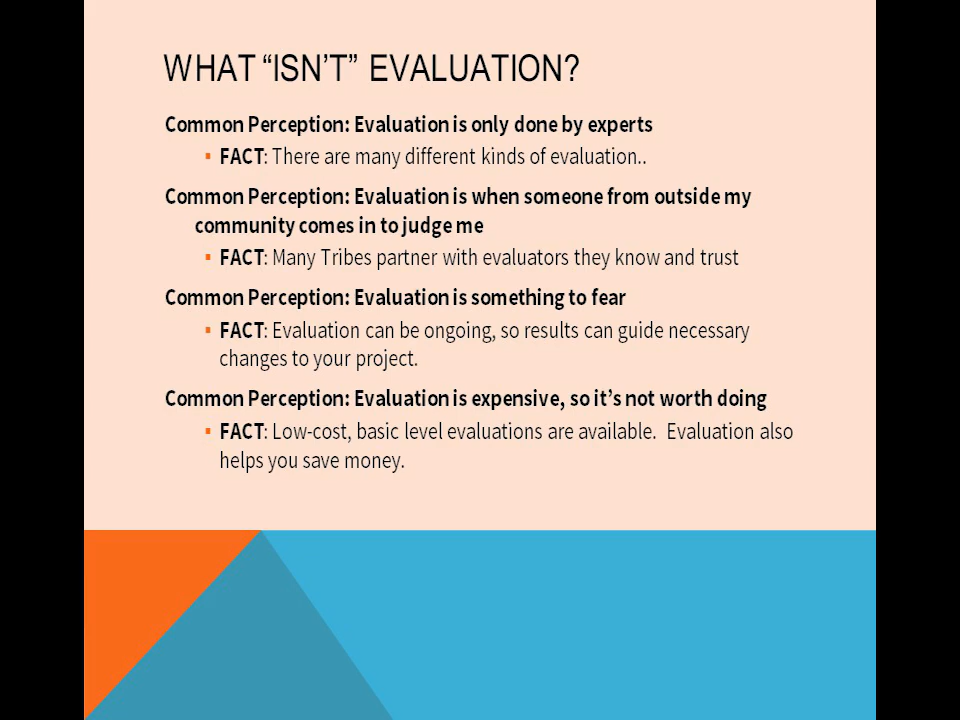 WHAT “ISN’T” EVALUATION?
Common Perception: Evaluation is only done by experts
▪ FACT: There are many different kinds of evaluation..
Common Perception: Evaluation is when someone from outside my
community comes in to judge me
▪ FACT: Many Tribes partner with evaluators they know and trust
Common Perception: Evaluation is something to fear
▪ FACT: Evaluation can be ongoing, so results can guide necessary
changes to your project.
Common Perception: Evaluation is expensive, so it’s not worth doing
▪ FACT: Low-cost, basic level evaluations are available.  Evaluation also
helps you save money.